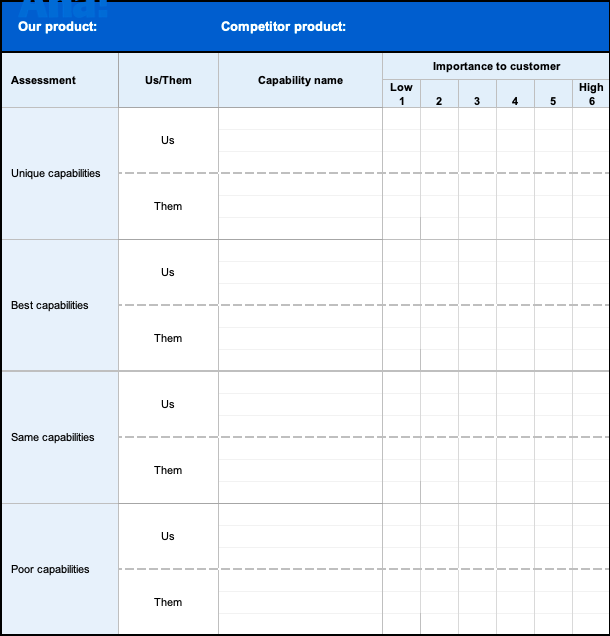 Aha!
Our product: Competitor product:
Assessment Us/Them Capability name Importance to customer
Low 1 2 3 4 5 High 6
Unique capabilities
Us
Them
Best capabilities
Us
Them
Same capabilities
Us
Them
Poor capabilities
Us
Them